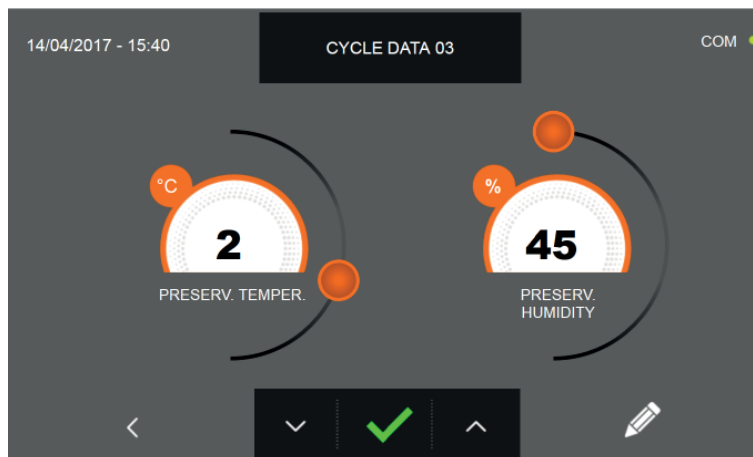 14/04/2017 - 15:40
CYCLE DATA 03
COM
°C
2
PRESERV. TEMPER.
%
45
PRESERV.
HUMIDITY